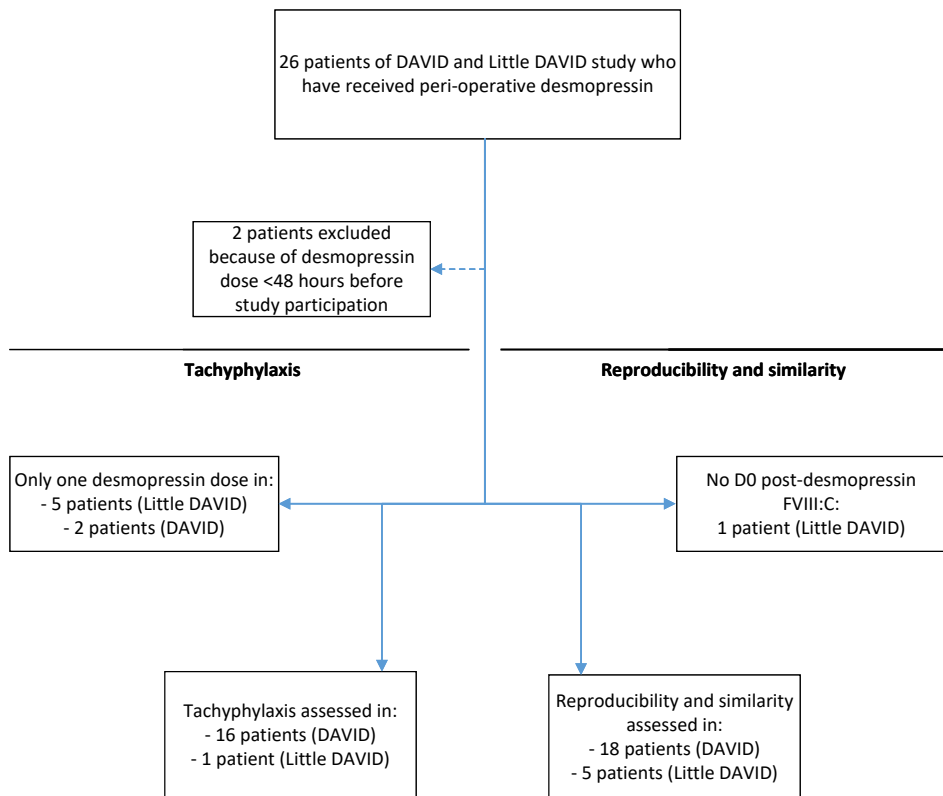 26 patients of DAVID and Little DAVID study who
have received peri-operative desmopressin
2 patients excluded
because of desmopressin
dose <48 hours before
study participation
Tachyphylaxis
Reproducibility and similarity
Only one desmopressin dose in:
- 5 patients (Little DAVID)
- 2 patients (DAVID)
No D0 post-desmopressin
FVIII:C:
1 patient (Little DAVID)
Tachyphylaxis assessed in:
- 16 patients (DAVID)
- 1 patient (Little DAVID)
Reproducibility and similarity
assessed in:
- 18 patients (DAVID)
- 5 patients (Little DAVID)